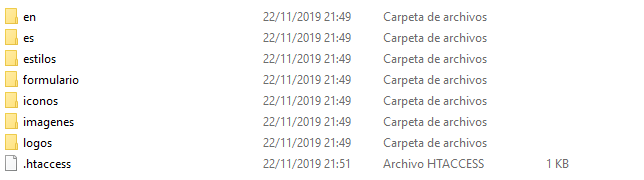 en 22/11/2019 21:49 Carpeta de archivos
es 22/11/2019 21:49 Carpeta de archivos
estilos 22/11/2019 21:49 Carpeta de archivos
formulario 22/11/2019 21:49 Carpeta de archivos
iconos 22/11/2019 21:49 Carpeta de archivos
imagenes 22/11/2019 21:49 Carpeta de archivos
logos 22/11/2019 21:49 Carpeta de archivos
.htaccess 22/11/2019 21:51 Archivo HTACCESS 1 KB